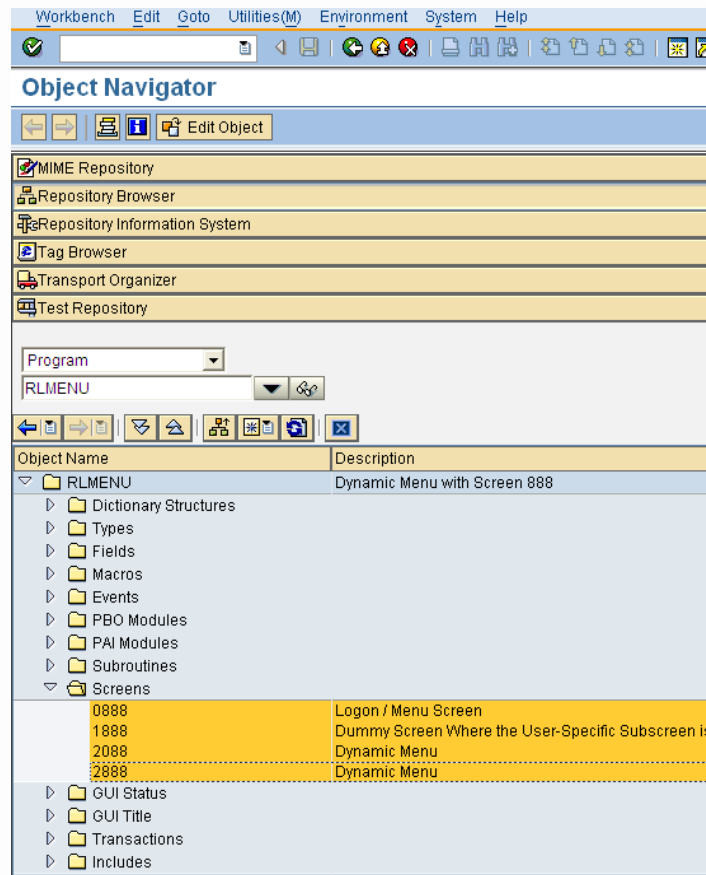 Workbench Edit Goto Utilities(M) Environment System Help
Object Navigator
Edit Object
MIME Repository
Repository Browser
Repository Information System
Tag Browser
Transport Organizer
Test Repository
Program
RLMENU
Object Name Description
RLMENU Dynamic Menu with Screen 888
Dictionary Structures
Types
Fields
Macros
Events
PBO Modules
PAI Modules
Subroutines
Screens
0888 Logon / Menu Screen
1888 Dummy Screen Where the User-Specific Subscreen is
2088 Dynamic Menu
2888 Dynamic Menu
GUI Status
GUI Title
Transactions
Includes